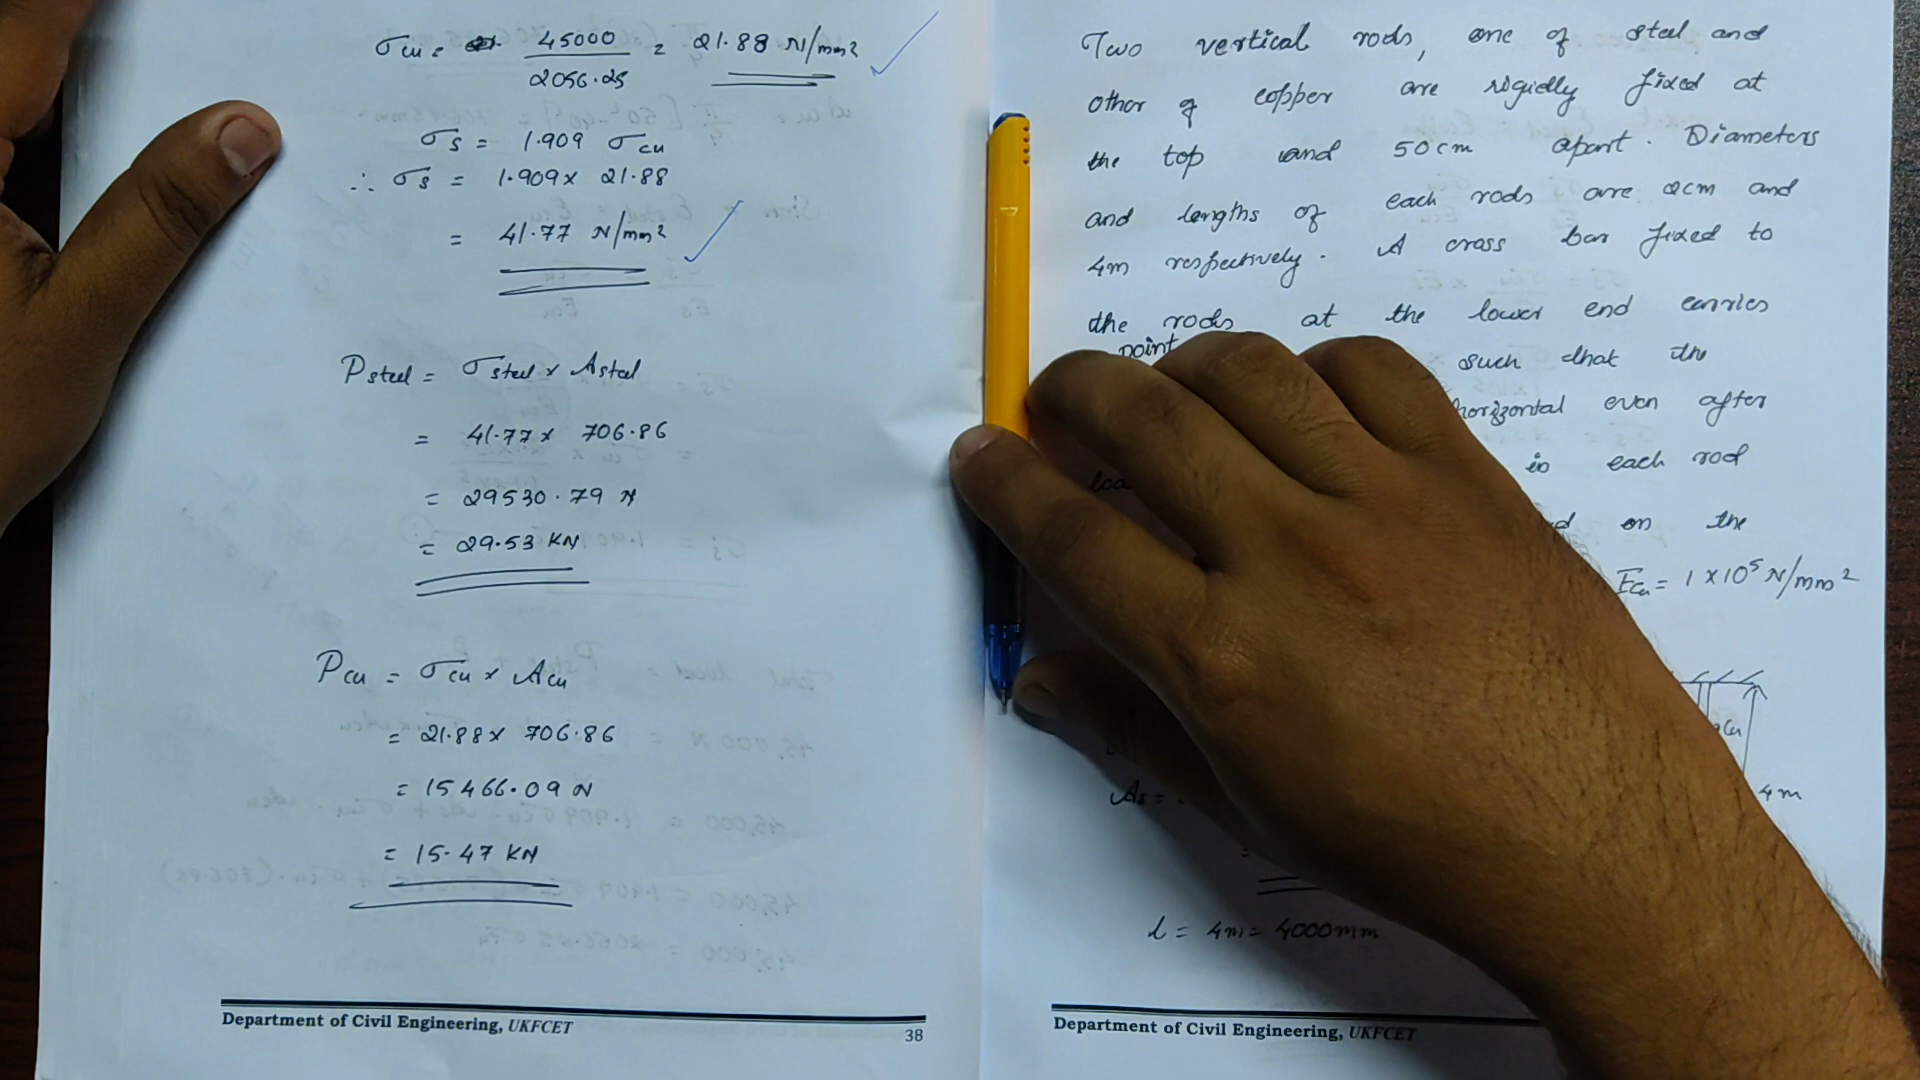 σcu = 45000 / 2056.25 = 21.88 N/mm2
σs = 1.909 σcu
∴ σs = 1.909 x 21.88
= 41.77 N/mm2
Psteel = σsteel x Asteel
= 41.77 x 706.86
= 29530.79 N
= 29.53 KN
Pcu = σcu x Acu
= 21.88 x 706.86
= 15466.09 N
= 15.47 KN
Department of Civil Engineering, UKFCET
38
Two vertical rods, one of steel and
other of copper are rigidly fixed at
the top and 50cm apart. Diameters
and lengths of each rods are 2cm and
4m respectively. A cross bar fixed to
the rods at the lower end carries
point such that the
horizontal even after
in each rod
on the
Ecu = 1 x 10^5 N/mm2
4m
As =
l = 4m = 4000mm
Department of Civil Engineering, UKFCET